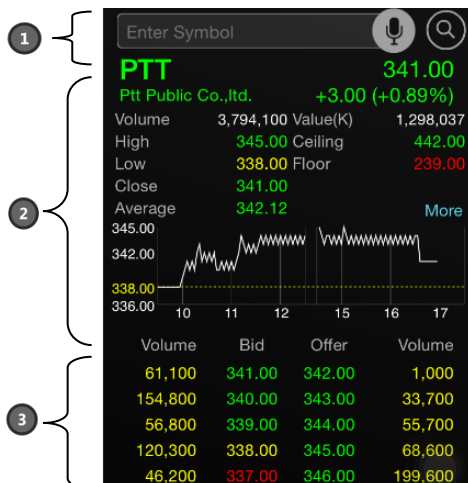 1
Enter Symbol
PTT 341.00
Ptt Public Co.,ltd. +3.00 (+0.89%)
Volume 3,794,100 Value(K) 1,298,037
High 345.00 Ceiling 442.00
Low 338.00 Floor 239.00
Close 341.00
2
Average 342.12 More
345.00
342.00
338.00
336.00
10 11 12 15 16 17
Volume Bid Offer Volume
61,100 341.00 342.00 1,000
154,800 340.00 343.00 33,700
3
56,800 339.00 344.00 55,700
120,300 338.00 345.00 68,600
46,200 337.00 346.00 199,600